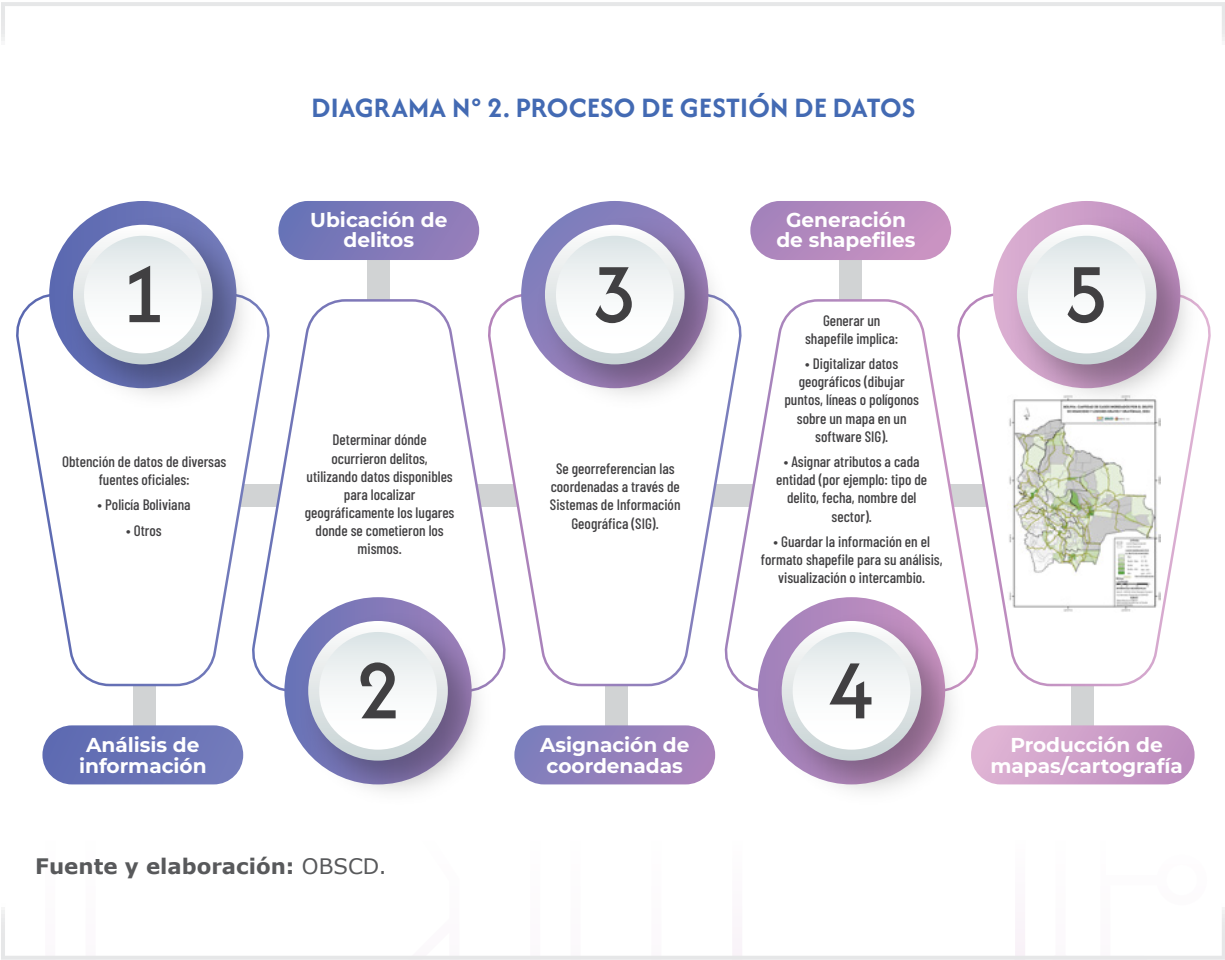 DIAGRAMA N° 2. PROCESO DE GESTIÓN DE DATOS
1
Obtención de datos de diversas
fuentes oficiales:
• Policía Boliviana
• Otros
Análisis de
información
Ubicación de
delitos
Determinar dónde
ocurrieron delitos,
utilizando datos disponibles
para localizar
geográficamente los lugares
donde se cometieron los
mismos.
2
3
Se georreferencian las
coordenadas a través de
Sistemas de Información
Geográfica (SIG).
Asignación de
coordenadas
Generación
de shapefiles
Generar un
shapefile implica:
• Digitalizar datos
geográficos (dibujar
puntos, líneas o polígonos
sobre un mapa en un
software SIG).
• Asignar atributos a cada
entidad (por ejemplo: tipo de
delito, fecha, nombre del
sector).
• Guardar la información en el
formato shapefile para su análisis,
visualización o intercambio.
4
5
Producción de
mapas/cartografía
Fuente y elaboración: OBSCD.